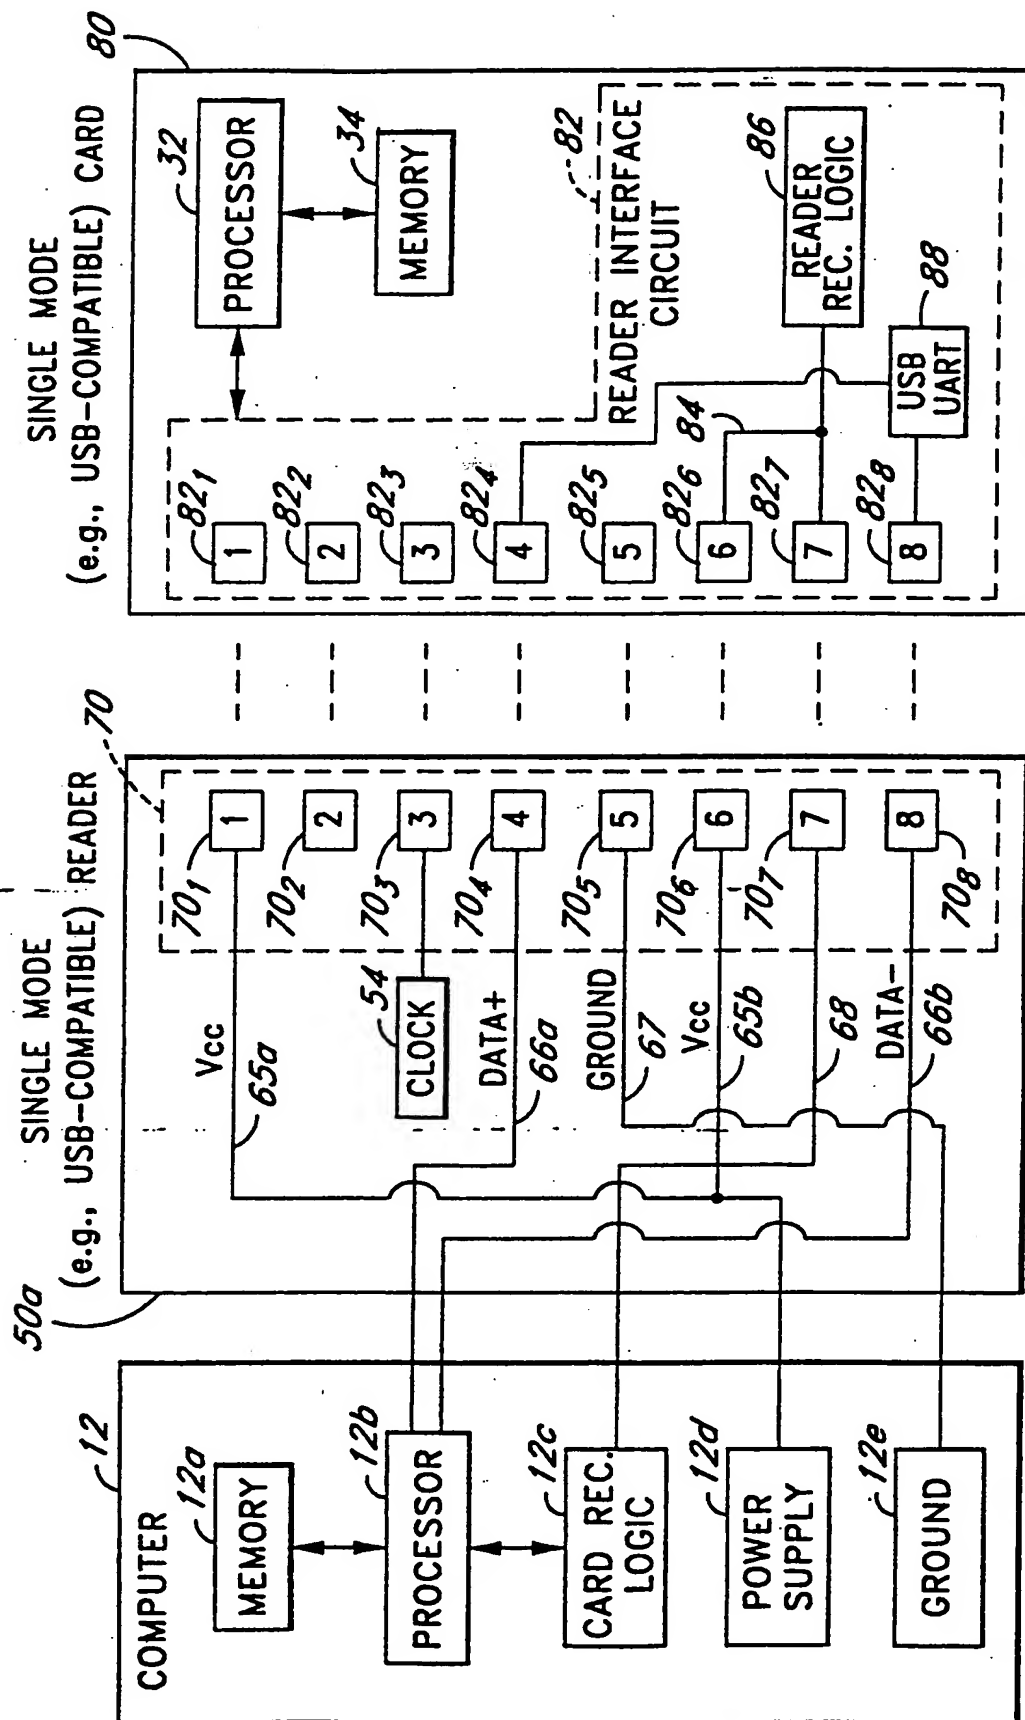 COMPUTER
12
12a
MEMORY
12b
PROCESSOR
12c
CARD REC.
LOGIC
12d
POWER
SUPPLY
12e
GROUND
SINGLE MODE
(e.g., USB-COMPATIBLE) READER
50a
70
Vcc
65a
54
CLOCK
DATA+
66a
GROUND
67
Vcc
65b
68
DATA-
66b
70₁
1
70₂
2
70₃
3
70₄
4
70₅
5
70₆
6
70₇
7
70₈
8
SINGLE MODE
(e.g., USB-COMPATIBLE) CARD
80
32
PROCESSOR
34
MEMORY
82
READER INTERFACE
CIRCUIT
82₁
1
82₂
2
82₃
3
82₄
4
82₅
5
82₆
6
82₇
7
82₈
8
84
86
READER
REC. LOGIC
88
USB
UART